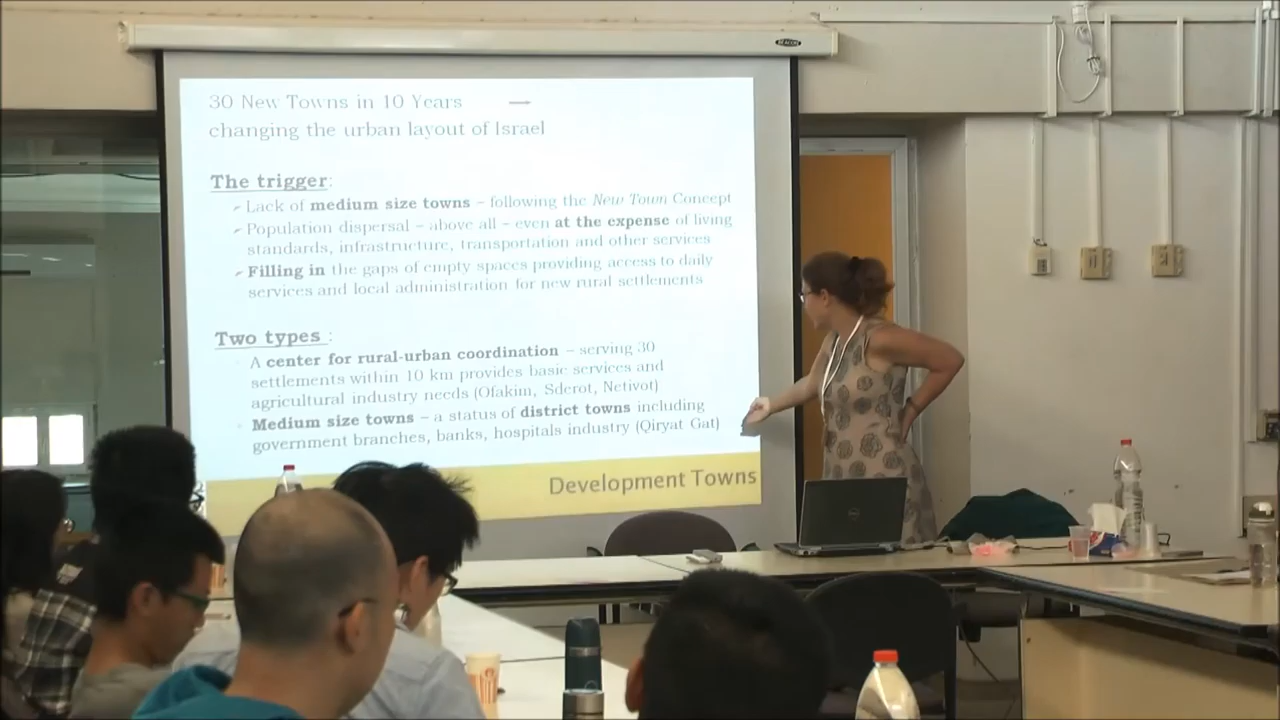 BEACON
30 New Towns in 10 Years
changing the urban layout of Israel
The trigger:
Lack of medium size towns – following the New Town Concept
Population dispersal – above all – even at the expense of living
standards, infrastructure, transportation and other services
Filling in the gaps of empty spaces providing access to daily
services and local administration for new rural settlements
Two types :
A center for rural-urban coordination – serving 30
settlements within 10 km provides basic services and
agricultural industry needs (Ofakim, Sderot, Netivot)
Medium size towns – a status of district towns including
government branches, banks, hospitals industry (Qiryat Gat)
Development Towns
DELL